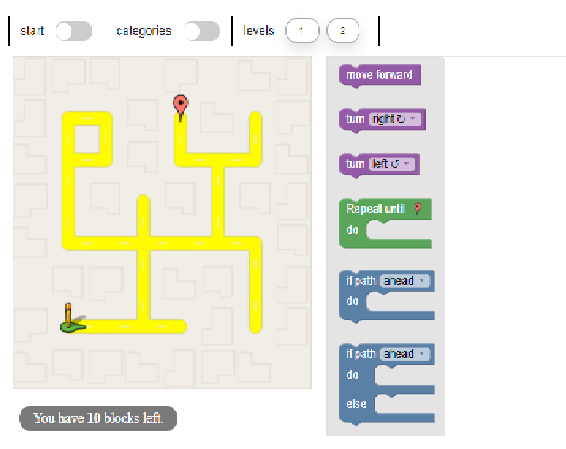 start categories levels 1 2
move forward
turn right ↻
turn left ↺
Repeat until
do
if path ahead
do
if path ahead
do
else
You have 10 blocks left.